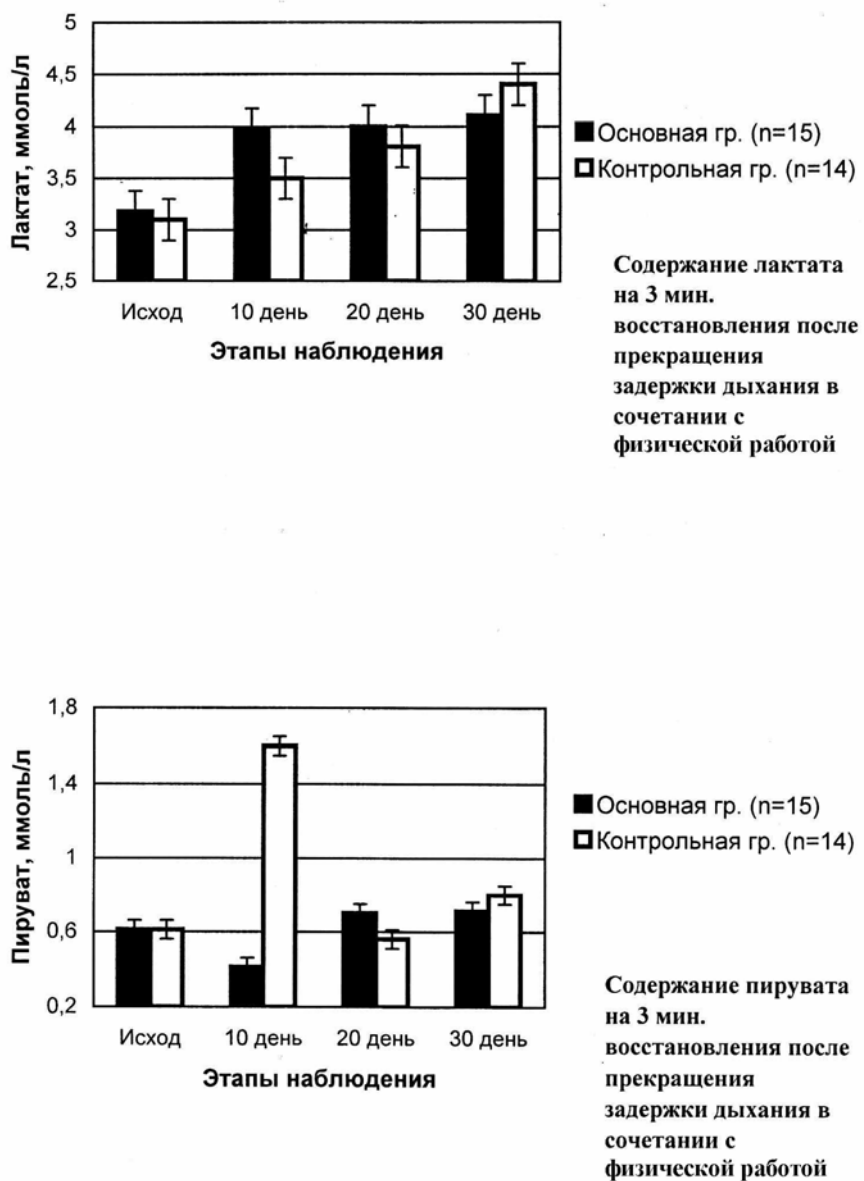 5
4,5
4
3,5
3
2,5
Лактат, ммоль/л
Исход 10 день 20 день 30 день
Этапы наблюдения
Основная гр. (n=15)
Контрольная гр. (n=14)
Содержание лактата
на 3 мин.
восстановления после
прекращения
задержки дыхания в
сочетании с
физической работой
1,8
1,4
1
0,6
0,2
Пируват, ммоль/л
Исход 10 день 20 день 30 день
Этапы наблюдения
Основная гр. (n=15)
Контрольная гр. (n=14)
Содержание пирувата
на 3 мин.
восстановления после
прекращения
задержки дыхания в
сочетании с
физической работой